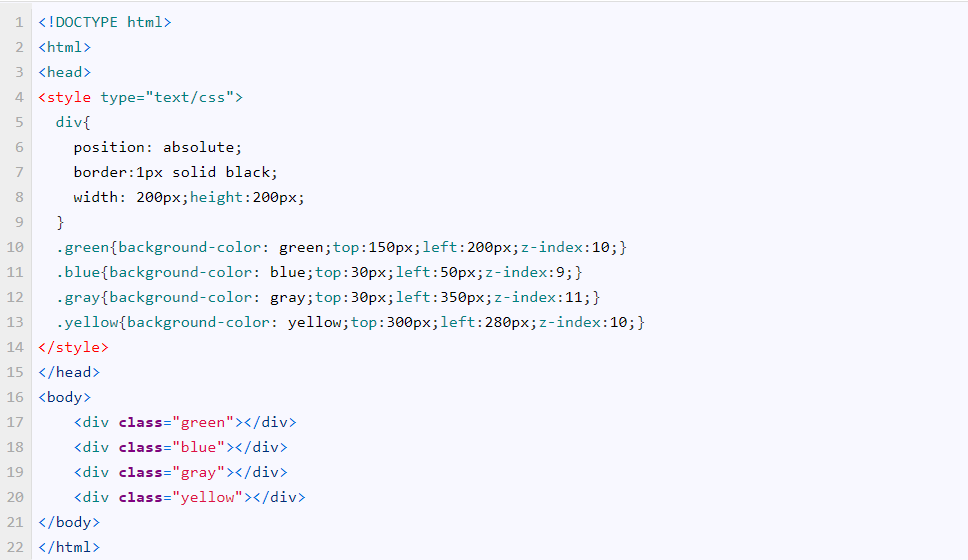 1 <!DOCTYPE html>
2 <html>
3 <head>
4 <style type="text/css">
5   div{
6     position: absolute;
7     border:1px solid black;
8     width: 200px;height:200px;
9   }
10   .green{background-color: green;top:150px;left:200px;z-index:10;}
11   .blue{background-color: blue;top:30px;left:50px;z-index:9;}
12   .gray{background-color: gray;top:30px;left:350px;z-index:11;}
13   .yellow{background-color: yellow;top:300px;left:280px;z-index:10;}
14 </style>
15 </head>
16 <body>
17     <div class="green"></div>
18     <div class="blue"></div>
19     <div class="gray"></div>
20     <div class="yellow"></div>
21 </body>
22 </html>